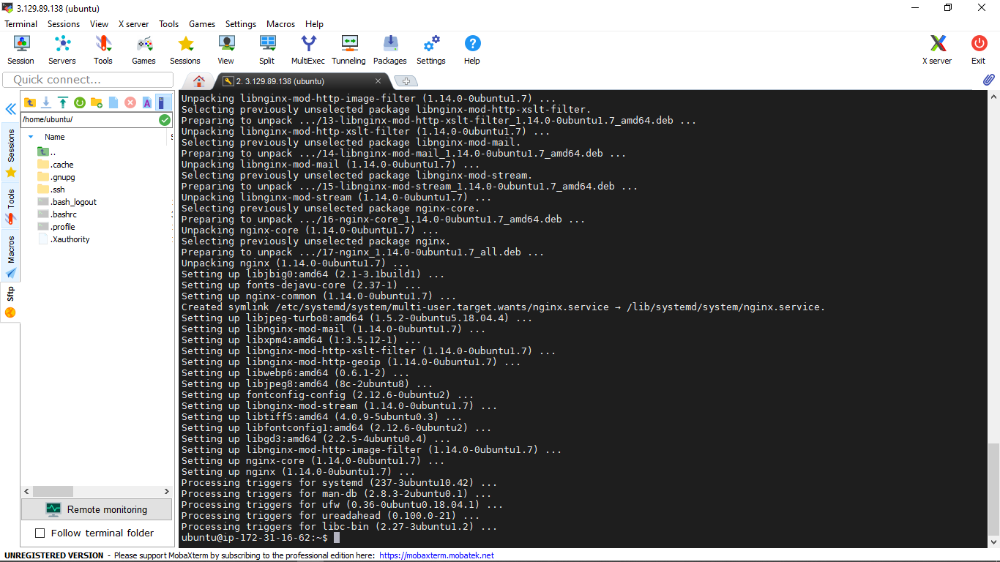 3.129.89.138 (ubuntu)
Terminal Sessions View X server Tools Games Settings Macros Help
Session Servers Tools Games Sessions View Split MultiExec Tunneling Packages Settings Help X server Exit
Quick connect...
2. 3.129.89.138 (ubuntu)
/home/ubuntu/
Name
..
.cache
.gnupg
.ssh
.bash_logout
.bashrc
.profile
.Xauthority
Sessions
Tools
Macros
Sftp
Remote monitoring
Follow terminal folder
Unpacking libnginx-mod-http-image-filter (1.14.0-0ubuntu1.7) ...
Selecting previously unselected package libnginx-mod-http-xslt-filter.
Preparing to unpack .../13-libnginx-mod-http-xslt-filter_1.14.0-0ubuntu1.7_amd64.deb ...
Unpacking libnginx-mod-http-xslt-filter (1.14.0-0ubuntu1.7) ...
Selecting previously unselected package libnginx-mod-mail.
Preparing to unpack .../14-libnginx-mod-mail_1.14.0-0ubuntu1.7_amd64.deb ...
Unpacking libnginx-mod-mail (1.14.0-0ubuntu1.7) ...
Selecting previously unselected package libnginx-mod-stream.
Preparing to unpack .../15-libnginx-mod-stream_1.14.0-0ubuntu1.7_amd64.deb ...
Unpacking libnginx-mod-stream (1.14.0-0ubuntu1.7) ...
Selecting previously unselected package nginx-core.
Preparing to unpack .../16-nginx-core_1.14.0-0ubuntu1.7_amd64.deb ...
Unpacking nginx-core (1.14.0-0ubuntu1.7) ...
Selecting previously unselected package nginx.
Preparing to unpack .../17-nginx_1.14.0-0ubuntu1.7_all.deb ...
Unpacking nginx (1.14.0-0ubuntu1.7) ...
Setting up libjbig0:amd64 (2.1-3.1build1) ...
Setting up fonts-dejavu-core (2.37-1) ...
Setting up nginx-common (1.14.0-0ubuntu1.7) ...
Created symlink /etc/systemd/system/multi-user.target.wants/nginx.service → /lib/systemd/system/nginx.service.
Setting up libjpeg-turbo8:amd64 (1.5.2-0ubuntu5.18.04.4) ...
Setting up libnginx-mod-mail (1.14.0-0ubuntu1.7) ...
Setting up libxpm4:amd64 (1:3.5.12-1) ...
Setting up libnginx-mod-http-xslt-filter (1.14.0-0ubuntu1.7) ...
Setting up libnginx-mod-http-geoip (1.14.0-0ubuntu1.7) ...
Setting up libwebp6:amd64 (0.6.1-2) ...
Setting up libjpeg8:amd64 (8c-2ubuntu8) ...
Setting up fontconfig-config (2.12.6-0ubuntu2) ...
Setting up libnginx-mod-stream (1.14.0-0ubuntu1.7) ...
Setting up libtiff5:amd64 (4.0.9-5ubuntu0.3) ...
Setting up libfontconfig1:amd64 (2.12.6-0ubuntu2) ...
Setting up libgd3:amd64 (2.2.5-4ubuntu0.4) ...
Setting up libnginx-mod-http-image-filter (1.14.0-0ubuntu1.7) ...
Setting up nginx-core (1.14.0-0ubuntu1.7) ...
Setting up nginx (1.14.0-0ubuntu1.7) ...
Processing triggers for systemd (237-3ubuntu10.42) ...
Processing triggers for man-db (2.8.3-2ubuntu0.1) ...
Processing triggers for ufw (0.36-0ubuntu0.18.04.1) ...
Processing triggers for ureadahead (0.100.0-21) ...
Processing triggers for libc-bin (2.27-3ubuntu1.2) ...
ubuntu@ip-172-31-16-62:~$
UNREGISTERED VERSION - Please support MobaXterm by subscribing to the professional edition here: https://mobaxterm.mobatek.net